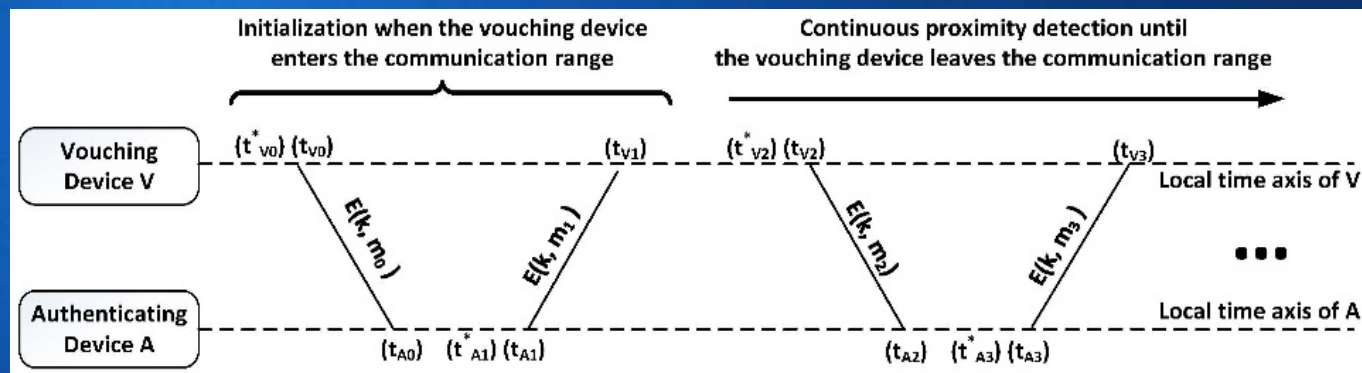 Initialization when the vouching device
enters the communication range
Continuous proximity detection until
the vouching device leaves the communication range
Vouching
Device V
(t*V0) (tV0)
(tV1)
(t*V2) (tV2)
(tV3)
Local time axis of V
E(k, m0)
E(k, m1)
E(k, m2)
E(k, m3)
...
Authenticating
Device A
Local time axis of A
(tA0)
(t*A1) (tA1)
(tA2)
(t*A3) (tA3)